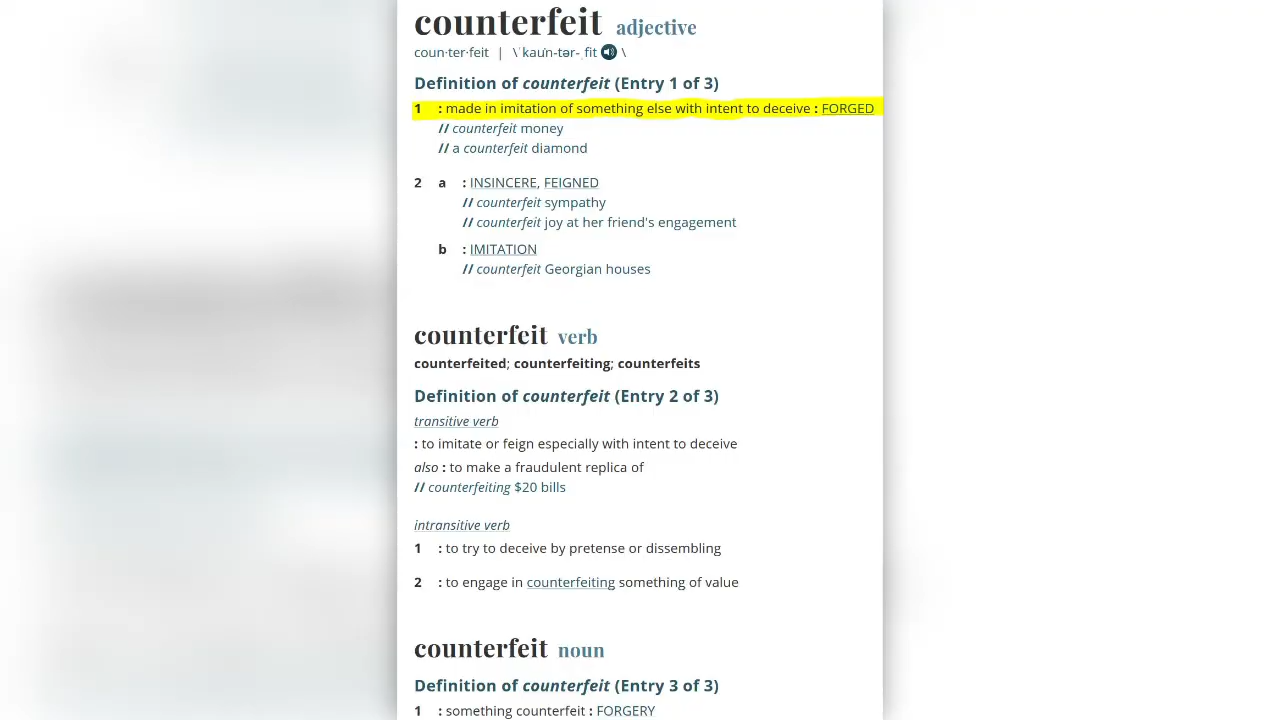 counterfeit adjective
coun·ter·feit | \ ˈkau̇n-tər-ˌfit \
Definition of counterfeit (Entry 1 of 3)
1 : made in imitation of something else with intent to deceive : FORGED
// counterfeit money
// a counterfeit diamond
2 a : INSINCERE, FEIGNED
// counterfeit sympathy
// counterfeit joy at her friend's engagement
b : IMITATION
// counterfeit Georgian houses
counterfeit verb
counterfeited; counterfeiting; counterfeits
Definition of counterfeit (Entry 2 of 3)
transitive verb
: to imitate or feign especially with intent to deceive
also : to make a fraudulent replica of
// counterfeiting $20 bills
intransitive verb
1 : to try to deceive by pretense or dissembling
2 : to engage in counterfeiting something of value
counterfeit noun
Definition of counterfeit (Entry 3 of 3)
1 : something counterfeit : FORGERY